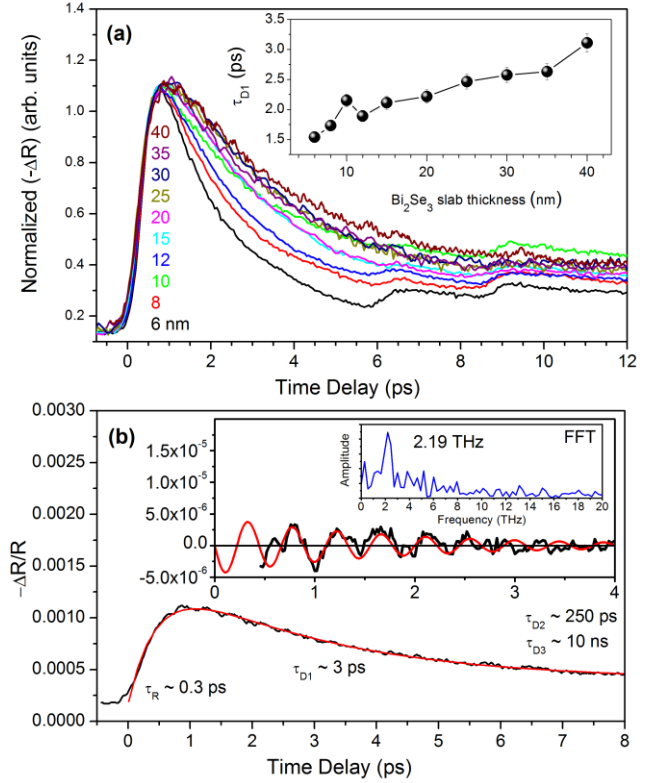 (a)
Normalized (-ΔR) (arb. units)
1.4
1.2
1.0
0.8
0.6
0.4
0.2
τD1 (ps)
3.5
3.0
2.5
2.0
1.5
10
20
30
40
Bi2Se3 slab thickness (nm)
40
35
30
25
20
15
12
10
8
6 nm
0
2
4
6
8
10
12
Time Delay (ps)
(b)
−ΔR/R
0.0030
0.0025
0.0020
0.0015
0.0010
0.0005
0.0000
1.5x10⁻⁵
1.0x10⁻⁵
5.0x10⁻⁶
0.0
-5.0x10⁻⁶
0
1
2
3
4
Amplitude
2.19 THz
FFT
0 2 4 6 8 10 12 14 16 18 20
Frequency (THz)
τD2 ~ 250 ps
τD3 ~ 10 ns
τD1 ~ 3 ps
τR ~ 0.3 ps
0
1
2
3
4
5
6
7
8
Time Delay (ps)